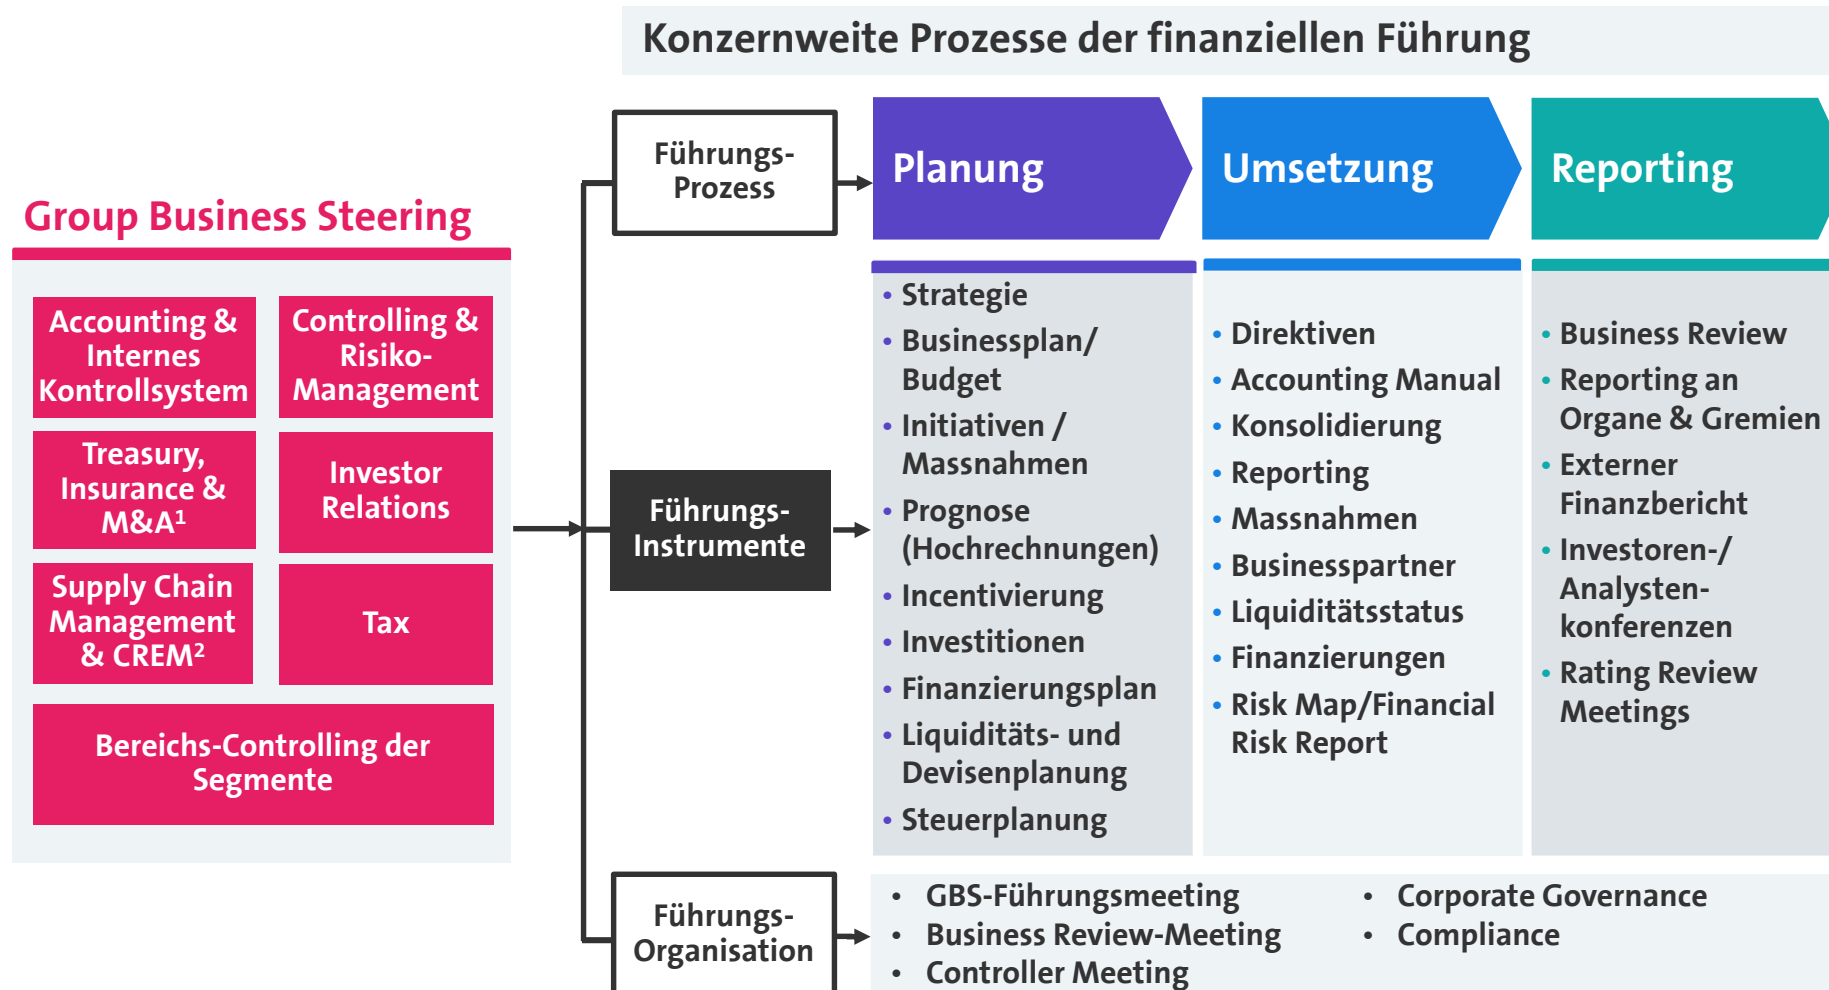 Konzernweite Prozesse der finanziellen Führung
Group Business Steering
Accounting &
Internes
Kontrollsystem
Controlling &
Risiko-
Management
Treasury,
Insurance &
M&A¹
Investor
Relations
Supply Chain
Management
& CREM²
Tax
Bereichs-Controlling der
Segmente
Führungs-
Prozess
Planung
Umsetzung
Reporting
Führungs-
Instrumente
• Strategie
• Businessplan/
Budget
• Initiativen /
Massnahmen
• Prognose
(Hochrechnungen)
• Incentivierung
• Investitionen
• Finanzierungsplan
• Liquiditäts- und
Devisenplanung
• Steuerplanung
• Direktiven
• Accounting Manual
• Konsolidierung
• Reporting
• Massnahmen
• Businesspartner
• Liquiditätsstatus
• Finanzierungen
• Risk Map/Financial
Risk Report
• Business Review
• Reporting an
Organe & Gremien
• Externer
Finanzbericht
• Investoren-/
Analysten-
konferenzen
• Rating Review
Meetings
Führungs-
Organisation
• GBS-Führungsmeeting
• Business Review-Meeting
• Controller Meeting
• Corporate Governance
• Compliance